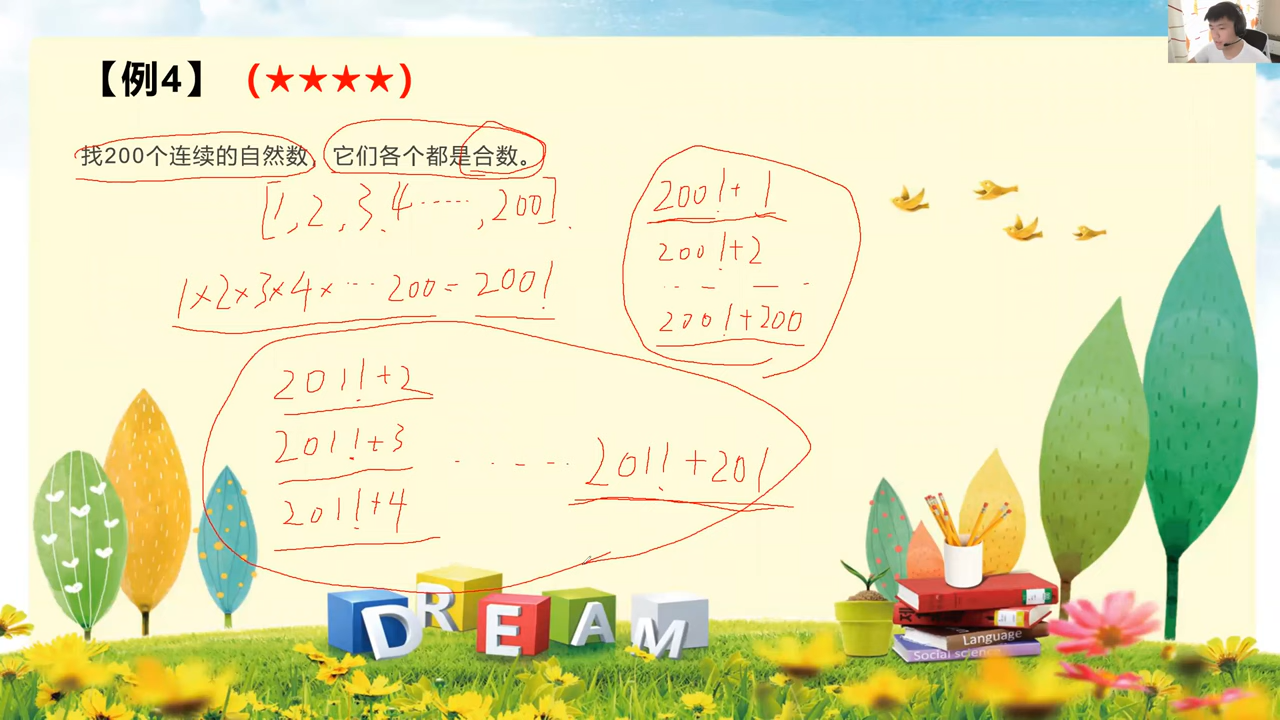 【例4】 (★★★★)
找200个连续的自然数，它们各个都是合数。
[1,2,3,4……,200].
1×2×3×4×…200=200!
200!+1
200!+2
200!+200
201!+2
201!+3
201!+4
……201!+201
DREAM
Language
Social science